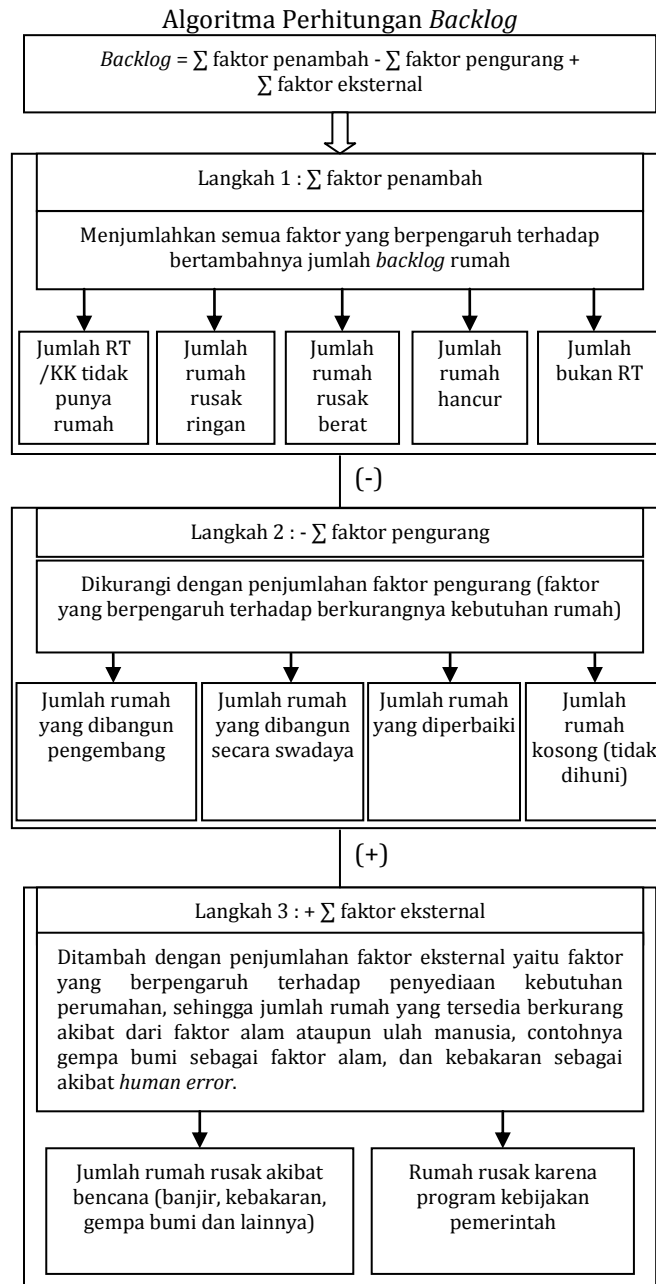 Algoritma Perhitungan Backlog
Backlog = ∑ faktor penambah - ∑ faktor pengurang +
∑ faktor eksternal
Langkah 1 : ∑ faktor penambah
Menjumlahkan semua faktor yang berpengaruh terhadap
bertambahnya jumlah backlog rumah
Jumlah RT
/KK tidak
punya
rumah
Jumlah
rumah
rusak
ringan
Jumlah
rumah
rusak
berat
Jumlah
rumah
hancur
Jumlah
bukan RT
(-)
Langkah 2 : - ∑ faktor pengurang
Dikurangi dengan penjumlahan faktor pengurang (faktor
yang berpengaruh terhadap berkurangnya kebutuhan rumah)
Jumlah rumah
yang dibangun
pengembang
Jumlah rumah
yang dibangun
secara swadaya
Jumlah rumah
yang diperbaiki
Jumlah
rumah
kosong (tidak
dihuni)
(+)
Langkah 3 : + ∑ faktor eksternal
Ditambah dengan penjumlahan faktor eksternal yaitu faktor
yang berpengaruh terhadap penyediaan kebutuhan
perumahan, sehingga jumlah rumah yang tersedia berkurang
akibat dari faktor alam ataupun ulah manusia, contohnya
gempa bumi sebagai faktor alam, dan kebakaran sebagai
akibat human error.
Jumlah rumah rusak akibat
bencana (banjir, kebakaran,
gempa bumi dan lainnya)
Rumah rusak karena
program kebijakan
pemerintah